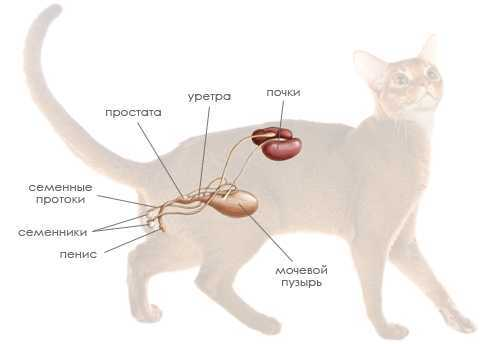 почки
уретра
простата
семенные
протоки
семенники
пенис
мочевой
пузырь